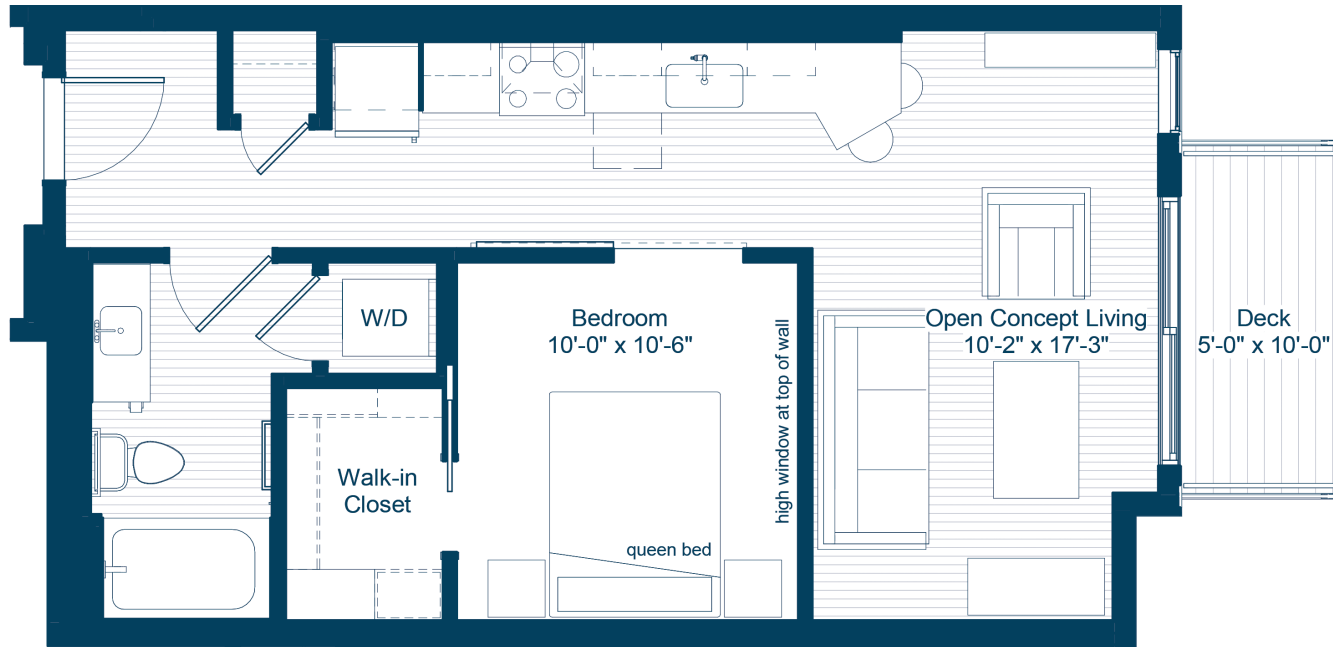 W/D
Bedroom
10'-0" x 10'-6"
high window at top of wall
Open Concept Living
10'-2" x 17'-3"
Deck
5'-0" x 10'-0"
Walk-in
Closet
queen bed